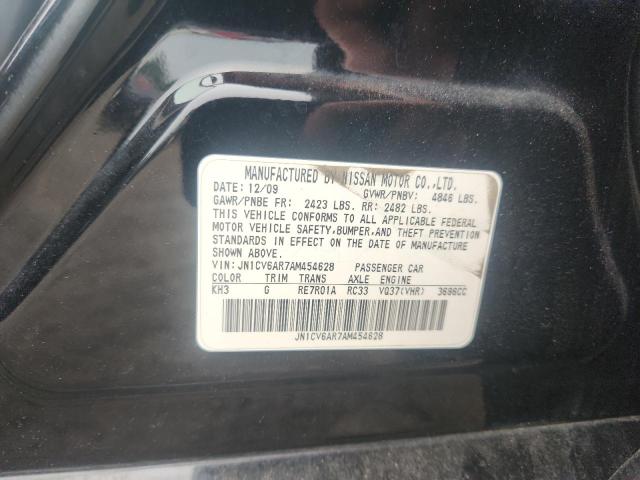 MANUFACTURED BY NISSAN MOTOR CO.,LTD.
DATE: 12/09 GVWR/PNBV: 4846 LBS.
GAWR/PNBE FR: 2423 LBS. RR: 2482 LBS.
THIS VEHICLE CONFORMS TO ALL APPLICABLE FEDERAL
MOTOR VEHICLE SAFETY,BUMPER,AND THEFT PREVENTION
STANDARDS IN EFFECT ON THE DATE OF MANUFACTURE
SHOWN ABOVE.
VIN: JN1CV6AR7AM454628 PASSENGER CAR
COLOR TRIM TRANS AXLE ENGINE
KH3 G RE7R01A RC33 VQ37(VHR) 3696CC
JN1CV6AR7AM454628